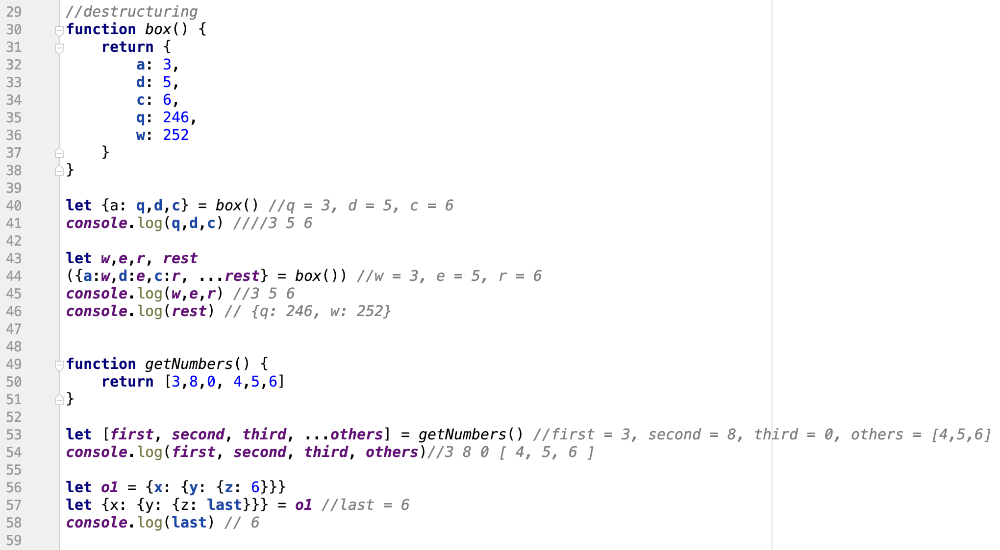 29 //destructuring
30 function box() {
31     return {
32         a: 3,
33         d: 5,
34         c: 6,
35         q: 246,
36         w: 252
37     }
38 }
39
40 let {a: q,d,c} = box() //q = 3, d = 5, c = 6
41 console.log(q,d,c) ////3 5 6
42
43 let w,e,r, rest
44 ({a:w,d:e,c:r, ...rest} = box()) //w = 3, e = 5, r = 6
45 console.log(w,e,r) //3 5 6
46 console.log(rest) // {q: 246, w: 252}
47
48
49 function getNumbers() {
50     return [3,8,0, 4,5,6]
51 }
52
53 let [first, second, third, ...others] = getNumbers() //first = 3, second = 8, third = 0, others = [4,5,6]
54 console.log(first, second, third, others)//3 8 0 [ 4, 5, 6 ]
55
56 let o1 = {x: {y: {z: 6}}}
57 let {x: {y: {z: last}}} = o1 //last = 6
58 console.log(last) // 6
59